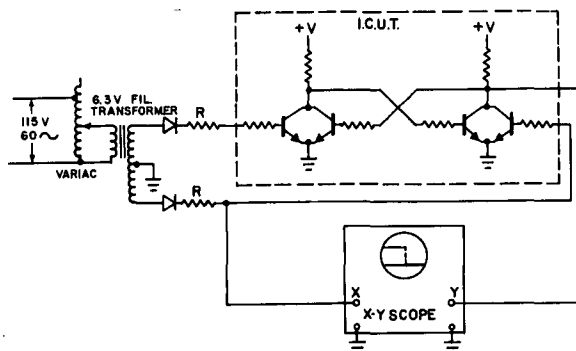 I.C.U.T.
+V
+V
6.3 V FIL.
TRANSFORMER
R
115 V
60~
VARIAC
R
X
Y
X-Y SCOPE